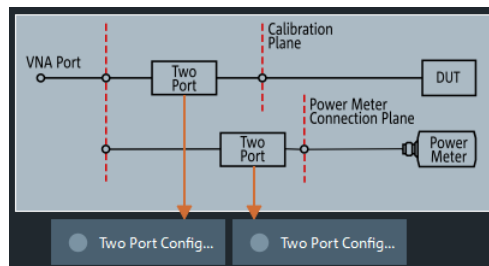 Calibration
Plane
VNA Port
Two
Port
DUT
Power Meter
Connection Plane
Two
Port
Power
Meter
Two Port Config...
Two Port Config...